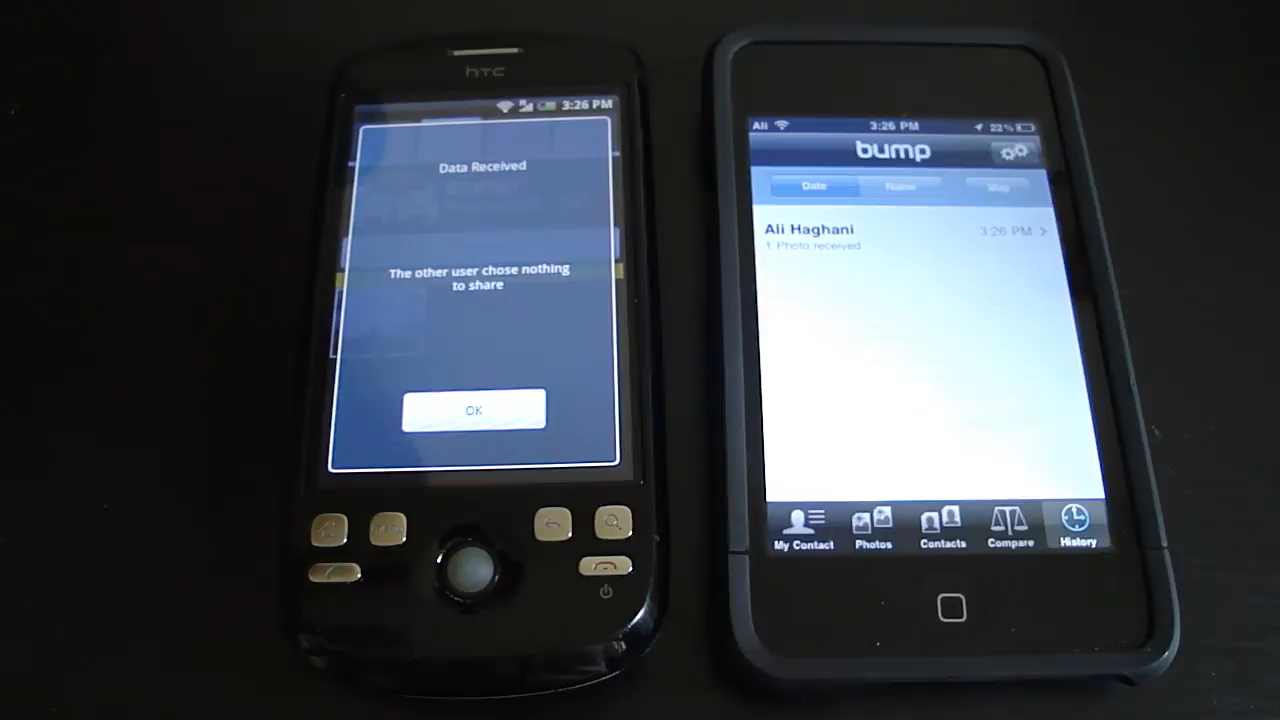 hTC
3:26 PM
Data Received
The other user chose nothing
to share
OK
Ali
3:26 PM
22%
bump
Date
Name
Map
Ali Haghani
3:26 PM
1 Photo received
My Contact
Photos
Contacts
Compare
History